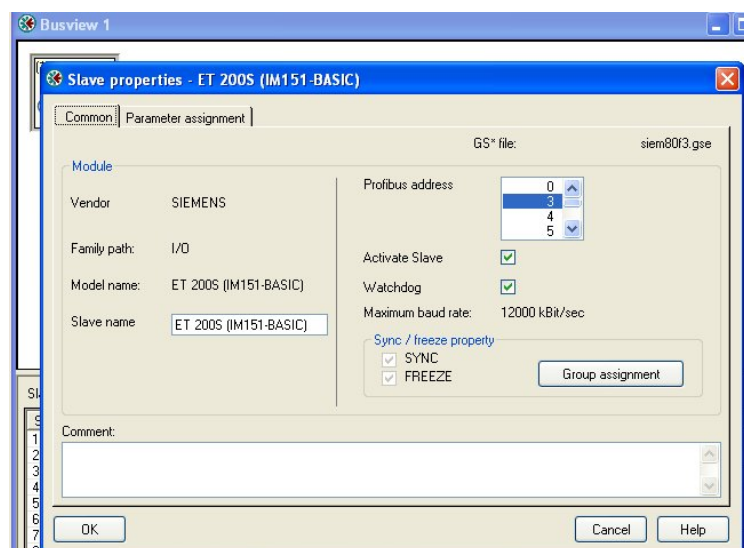 Busview 1
Slave properties - ET 200S (IM151-BASIC)
Common Parameter assignment
GS* file: siem80f3.gse
Module
Vendor SIEMENS
Family path: I/O
Model name: ET 200S (IM151-BASIC)
Slave name ET 200S (IM151-BASIC)
Profibus address
0
3
4
5
Activate Slave
Watchdog
Maximum baud rate: 12000 kBit/sec
Sync / freeze property
SYNC
FREEZE
Group assignment
Comment:
1
2
3
4
5
6
7
OK Cancel Help